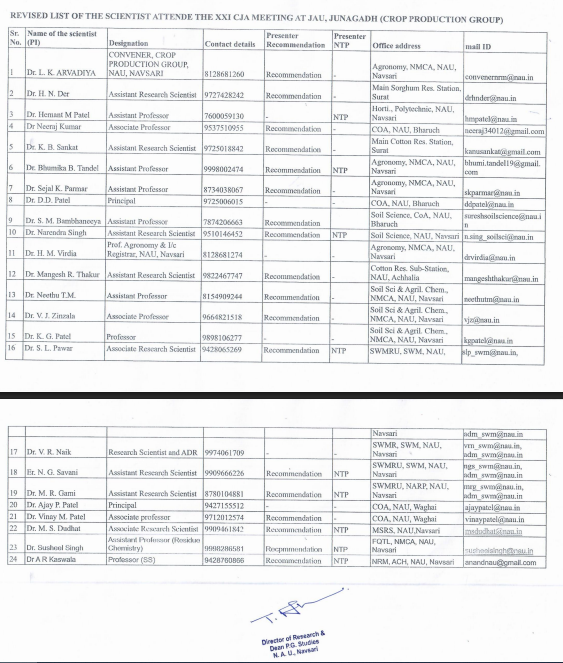 REVISED LIST OF THE SCIENTIST ATTENDE THE XXI CJA MEETING AT JAU, JUNAGADH (CROP PRODUCTION GROUP)
Sr. No. Name of the scientist (PI) Designation Contact details Presenter Recommendation Presenter NTP Office address mail ID
1 Dr. L. K. ARVADIYA CONVENER, CROP PRODUCTION GROUP, NAU, NAVSARI 8128681260 Recommendation - Agronomy, NMCA, NAU, Navsari convenernrm@nau.in
2 Dr. H. N. Der Assistant Research Scientist 9727428242 Recommendation - Main Sorghum Res. Station, Surat drhnder@nau.in
3 Dr. Hemant M Patel Assistant Professor 7600059130 - NTP Horti., Polytechnic, NAU, Navsari hmpatel@nau.in
4 Dr Neeraj Kumar Associate Professor 9537510955 Recommendation - COA, NAU, Bharuch neeraj34012@gmail.com
5 Dr. K. B. Sankat Assistant Research Scientist 9725018842 Recommendation - Main Cotton Res. Station, Surat kanusankat@gmail.com
6 Dr. Bhumika B. Tandel Assistant Professor 9998002474 Recommendation NTP Agronomy, NMCA, NAU, Navsari bhumi.tandel19@gmail.com
7 Dr. Sejal K. Parmar Assistant Professor 8734038067 Recommendation - Agronomy, NMCA, NAU, Navsari skparmar@nau.in
8 Dr. D.D. Patel Principal 9725006015 - - COA, NAU, Bharuch ddpatel@nau.in
9 Dr. S. M. Bambhaneeya Assistant Professor 7874206663 Recommendation - Soil Science, CoA, NAU, Bharuch sureshsoilscience@nau.in
10 Dr. Narendra Singh Assistant Research Scientist 9510146452 Recommendation NTP Soil Science, NAU, Navsari n.sing_soilsci@nau.in
11 Dr. H. M. Virdia Prof. Agronomy & I/c Registrar, NAU, Navsari 8128681274 - - Agronomy, NMCA, NAU, Navsari drvirdia@nau.in
12 Dr. Mangesh R. Thakur Assistant Research Scientist 9822467747 Recommendation - Cotton Res. Sub-Station, NAU, Achhalia mangeshthakur@nau.in
13 Dr. Neethu T.M. Assistant Professor 8154909244 Recommendation - Soil Sci & Agril. Chem., NMCA, NAU, Navsari neethutm@nau.in
14 Dr. V. J. Zinzala Associate Professor 9664821518 Recommendation - Soil Sci & Agril. Chem., NMCA, NAU, Navsari vjz@nau.in
15 Dr. K. G. Patel Professor 9898106277 - - Soil Sci & Agril. Chem., NMCA, NAU, Navsari kgpatel@nau.in
16 Dr. S. L. Pawar Associate Research Scientist 9428065269 Recommendation NTP SWMRU, SWM, NAU, slp_swm@nau.in,
Navsari adm_swm@nau.in
17 Dr. V. R. Naik Research Scientist and ADR 9974061709 - - SWMR, SWM, NAU, Navsari vrn_swm@nau.in, adm_swm@nau.in
18 Er. N. G. Savani Assistant Research Scientist 9909666226 Recommendation NTP SWMRU, SWM, NAU, Navsari ngs_swm@nau.in, adm_swm@nau.in
19 Dr. M. R. Gami Assistant Research Scientist 8780104881 Recommendation NTP SWMRU, NARP, NAU, Navsari mrg_swm@nau.in, adm_swm@nau.in
20 Dr. Ajay P. Patel Principal 9427155512 - - COA, NAU, Waghai ajaypatel@nau.in
21 Dr. Vinay M. Patel Associate professor 9712012574 Recommendation - COA, NAU, Waghai vinaypatel@nau.in
22 Dr. M. S. Dudhat Associate Research Scientist 9909461842 Recommendation NTP MSRS, NAU,Navsari msdudhat@nau.in
23 Dr. Susheel Singh Assistant Professor (Residue Chemistry) 9998286581 Recommendation NTP FQTL, NMCA, NAU, Navsari susheelsingh@nau.in
24 Dr A R Kaswala Professor (SS) 9428760866 Recommendation NTP NRM, ACH, NAU, Navsari anandnau@gmail.com
Director of Research &
Dean P.G. Studies
N. A. U., Navsari